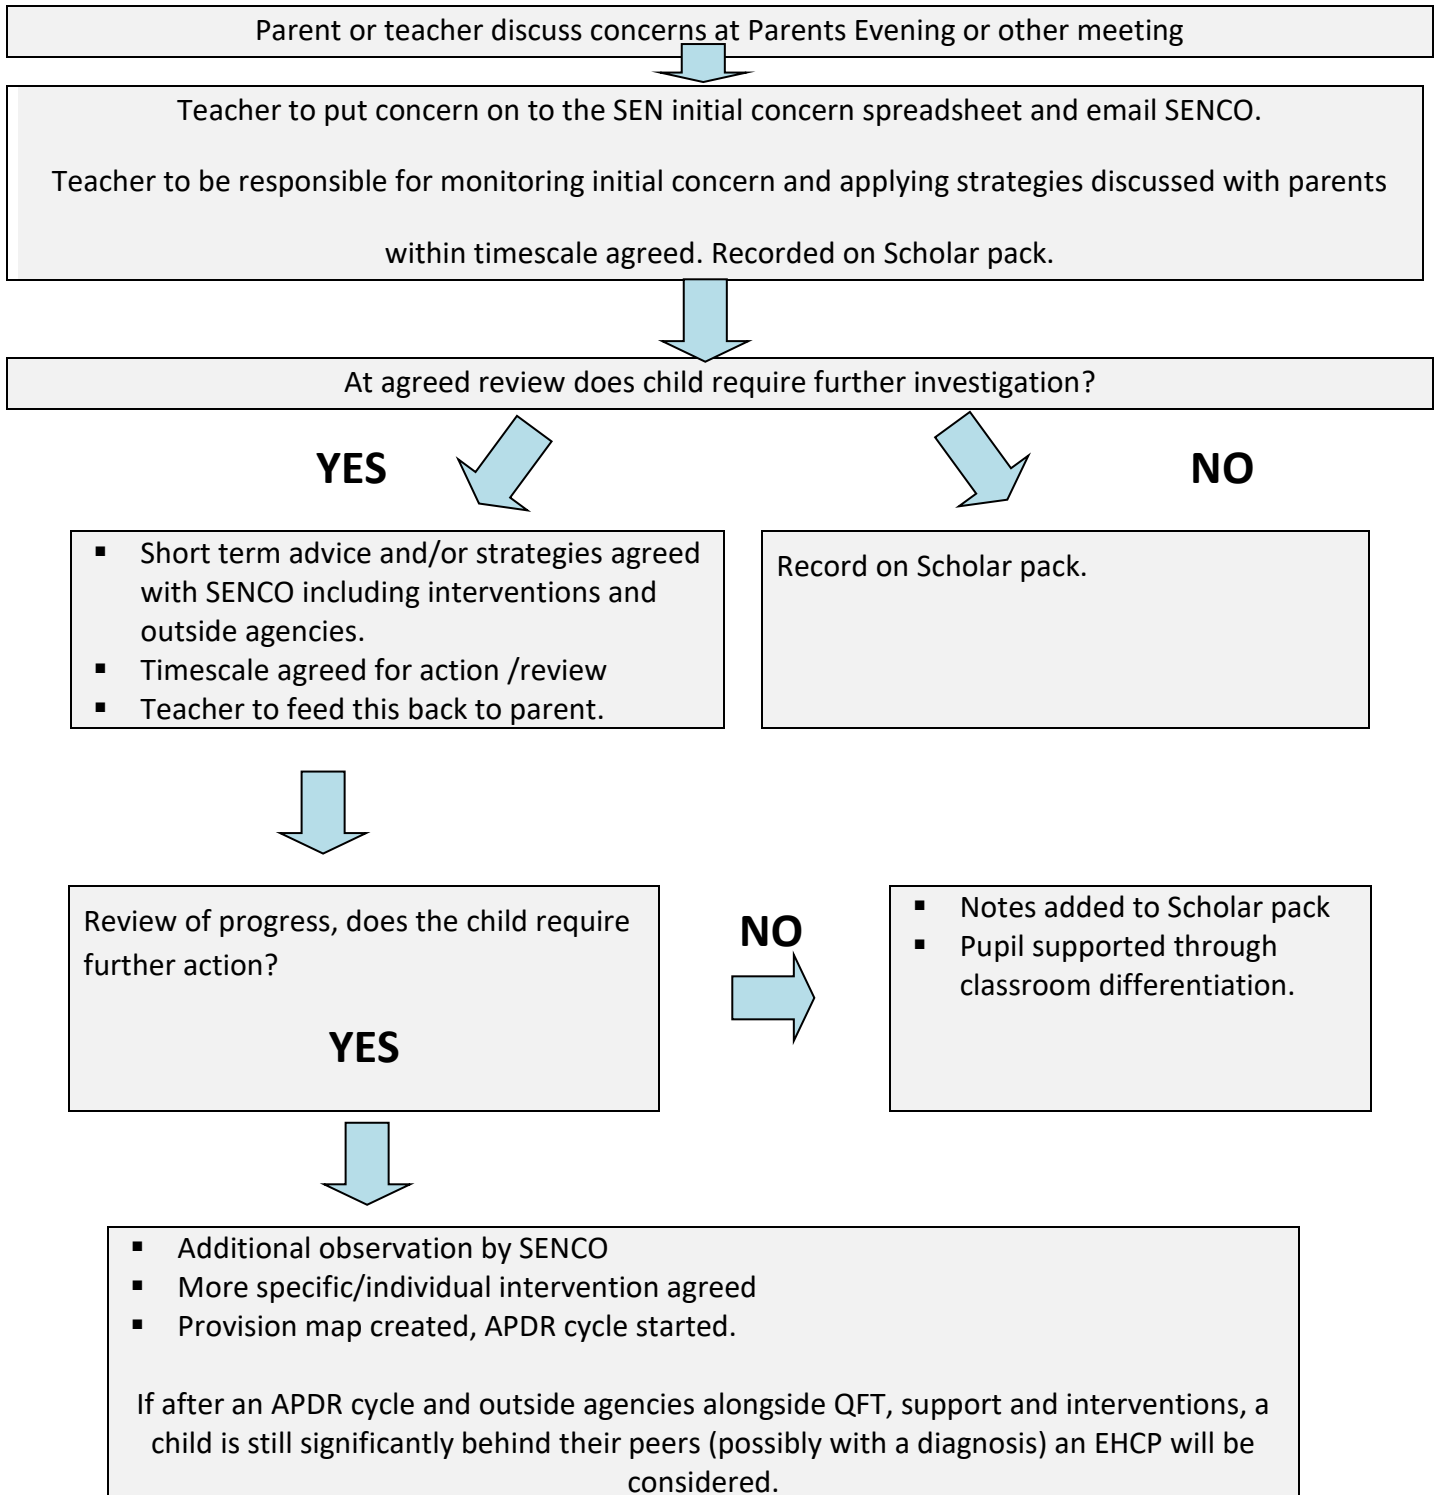 Parent or teacher discuss concerns at Parents Evening or other meeting
Teacher to put concern on to the SEN initial concern spreadsheet and email SENCO.
Teacher to be responsible for monitoring initial concern and applying strategies discussed with parents
within timescale agreed. Recorded on Scholar pack.
At agreed review does child require further investigation?
YES
NO
▪ Short term advice and/or strategies agreed
with SENCO including interventions and
outside agencies.
▪ Timescale agreed for action /review
▪ Teacher to feed this back to parent.
Record on Scholar pack.
Review of progress, does the child require
further action?
YES
NO
▪ Notes added to Scholar pack
▪ Pupil supported through
classroom differentiation.
▪ Additional observation by SENCO
▪ More specific/individual intervention agreed
▪ Provision map created, APDR cycle started.
If after an APDR cycle and outside agencies alongside QFT, support and interventions, a
child is still significantly behind their peers (possibly with a diagnosis) an EHCP will be
considered.